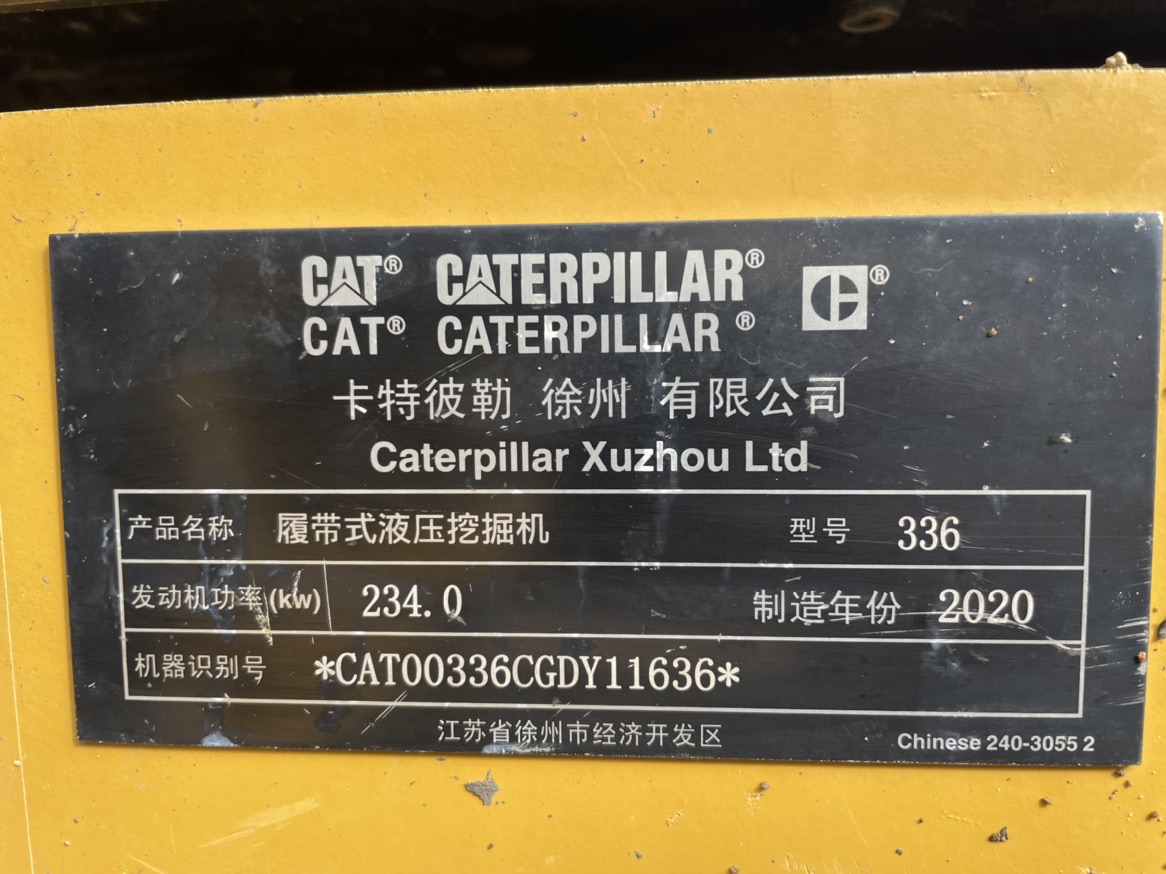 CAT® CATERPILLAR® ®
CAT® CATERPILLAR ®
卡特彼勒 徐州 有限公司
Caterpillar Xuzhou Ltd
产品名称 履带式液压挖掘机 型号 336
发动机功率(kw) 234.0 制造年份 2020
机器识别号 *CAT00336CGDY11636*
江苏省徐州市经济开发区 Chinese 240-3055 2